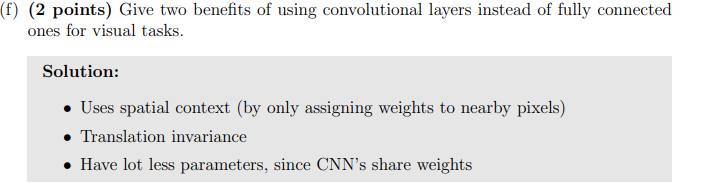 (f) (2 points) Give two benefits of using convolutional layers instead of fully connected
ones for visual tasks.
Solution:
• Uses spatial context (by only assigning weights to nearby pixels)
• Translation invariance
• Have lot less parameters, since CNN's share weights